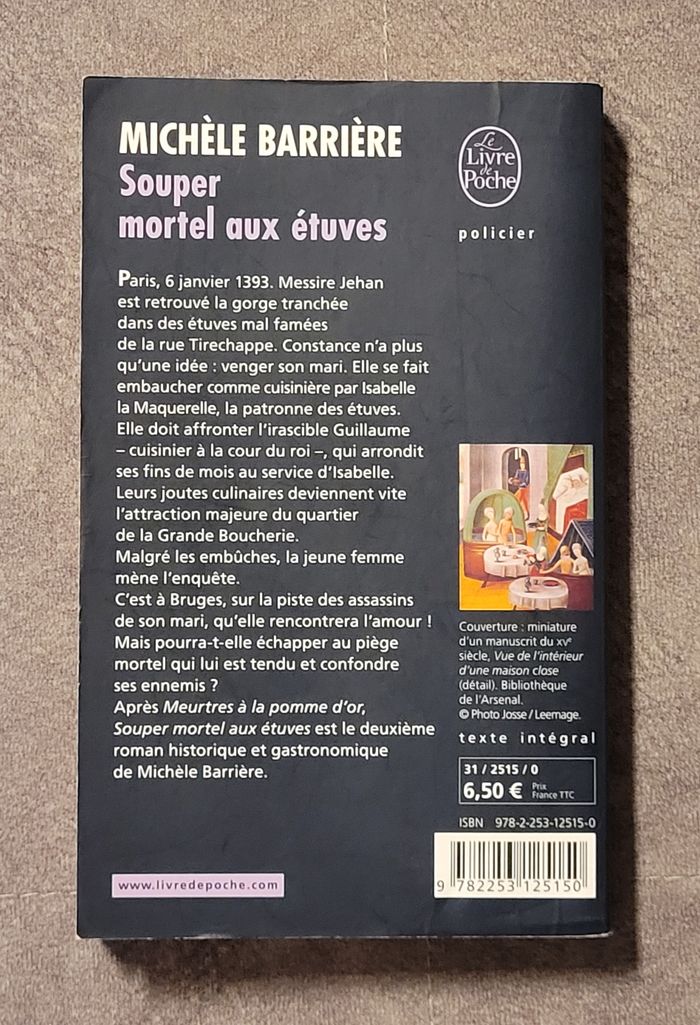 MICHÈLE BARRIÈRE
Souper
mortel aux étuves
Le
Livre
de
Poche
policier
Paris, 6 janvier 1393. Messire Jehan
est retrouvé la gorge tranchée
dans des étuves mal famées
de la rue Tirechappe. Constance n’a plus
qu’une idée : venger son mari. Elle se fait
embaucher comme cuisinière par Isabelle
la Maquerelle, la patronne des étuves.
Elle doit affronter l’irascible Guillaume
– cuisinier à la cour du roi –, qui arrondit
ses fins de mois au service d’Isabelle.
Leurs joutes culinaires deviennent vite
l’attraction majeure du quartier
de la Grande Boucherie.
Malgré les embûches, la jeune femme
mène l’enquête.
C’est à Bruges, sur la piste des assassins
de son mari, qu’elle rencontrera l’amour !
Mais pourra-t-elle échapper au piège
mortel qui lui est tendu et confondre
ses ennemis ?
Après Meurtres à la pomme d’or,
Souper mortel aux étuves est le deuxième
roman historique et gastronomique
de Michèle Barrière.
www.livredepoche.com
Couverture : miniature
d’un manuscrit du XVe
siècle, Vue de l’intérieur
d’une maison close
(détail). Bibliothèque
de l’Arsenal.
© Photo Josse / Leemage.
texte intégral
31 / 2515 / 0
6,50 € Prix
France TTC
ISBN 978-2-253-12515-0
9 782253 125150